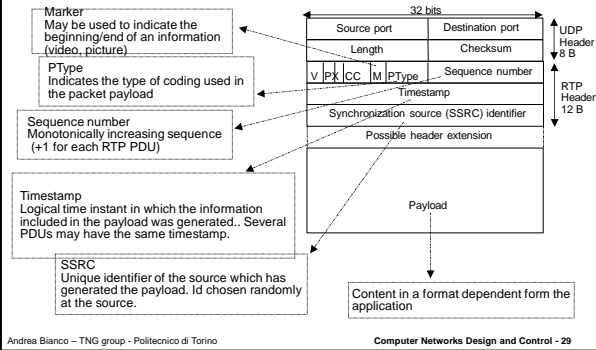 Marker
May be used to indicate the
beginning/end of an information
(video, picture)
PType
Indicates the type of coding used in
the packet payload
Sequence number
Monotonically increasing sequence
(+1 for each RTP PDU)
Timestamp
Logical time instant in which the information
included in the payload was generated.. Several
PDUs may have the same timestamp.
SSRC
Unique identifier of the source which has
generated the payload. Id chosen randomly
at the source.
32 bits
Source port Destination port
Length Checksum
V P X CC M PType Sequence number
Timestamp
Synchronization source (SSRC) identifier
Possible header extension
Payload
UDP
Header
8 B
RTP
Header
12 B
Content in a format dependent form the
application
Andrea Bianco – TNG group - Politecnico di Torino
Computer Networks Design and Control - 29